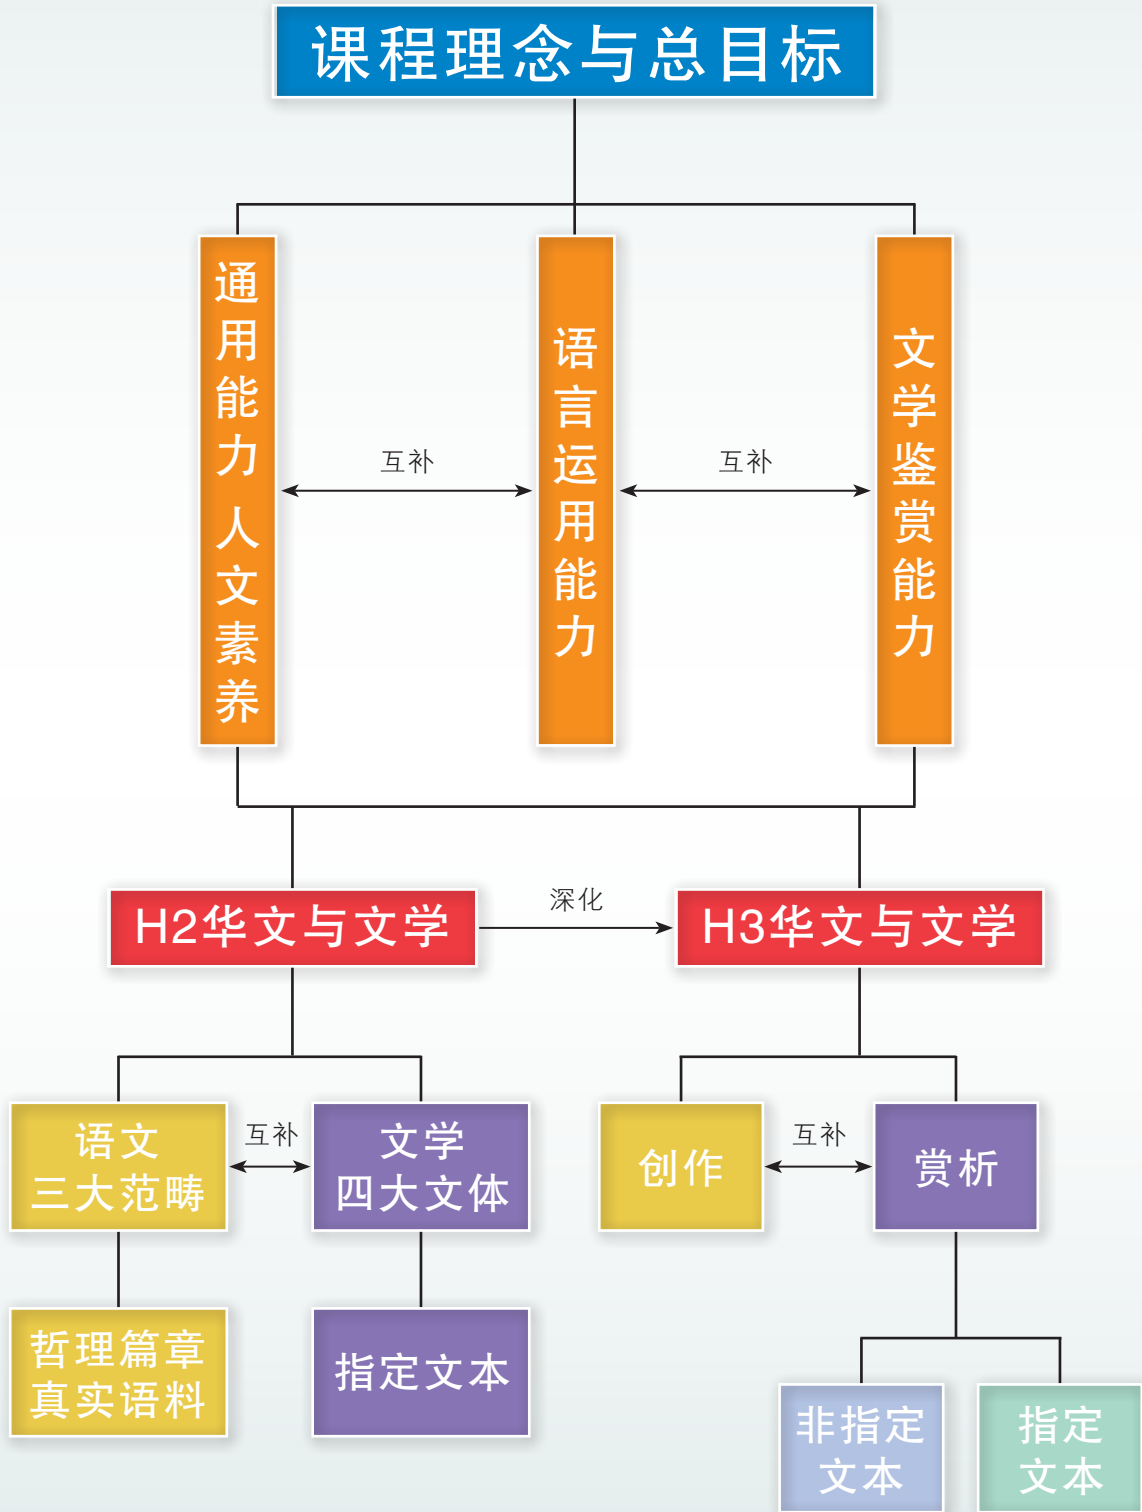 课程理念与总目标
通用能力 人文素养
语言运用能力
文学鉴赏能力
互补
互补
H2华文与文学
深化
H3华文与文学
语文
三大范畴
互补
文学
四大文体
创作
互补
赏析
哲理篇章
真实语料
指定文本
非指定
文本
指定
文本